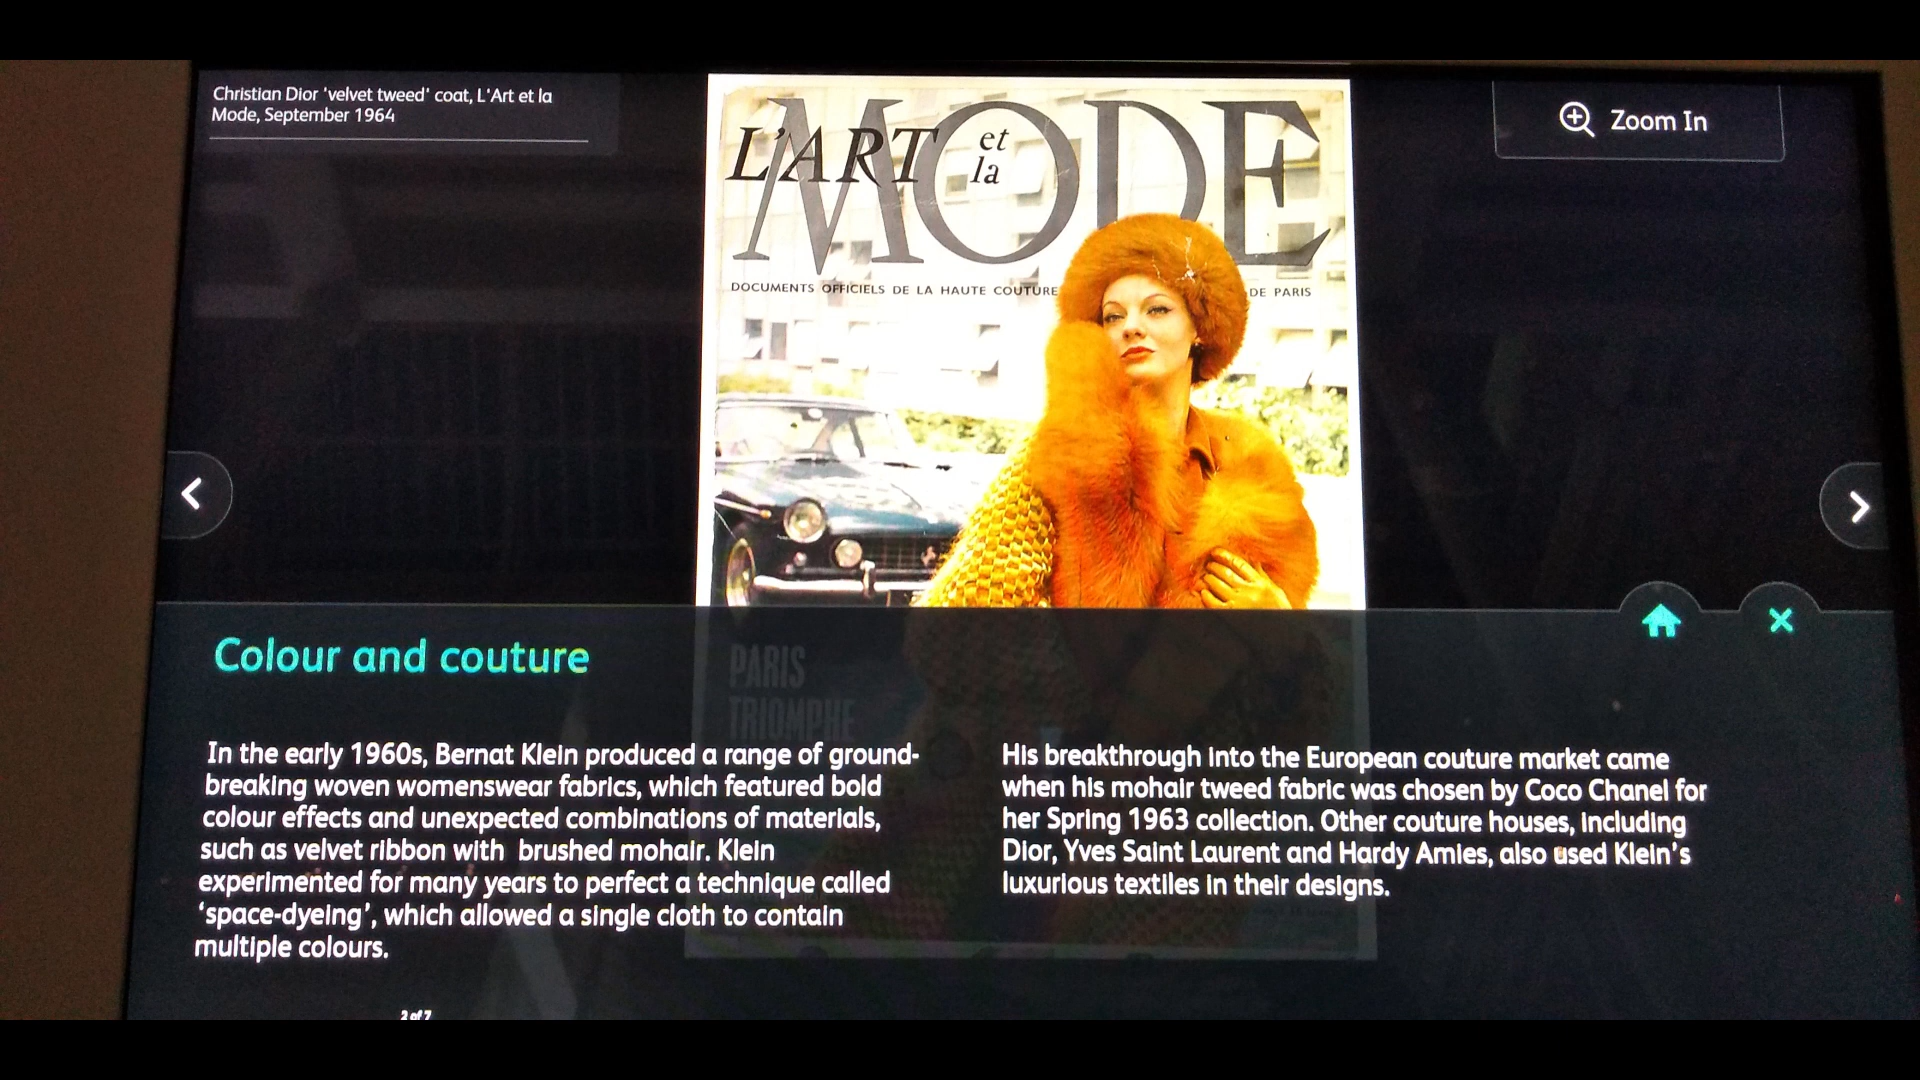 Christian Dior 'velvet tweed' coat, L'Art et la
Mode, September 1964
Zoom In
MODE
L'ART et
la
DOCUMENTS OFFICIELS DE LA HAUTE COUTURE DE PARIS
Colour and couture
PARIS
TRIOMPHE
In the early 1960s, Bernat Klein produced a range of ground-
breaking woven womenswear fabrics, which featured bold
colour effects and unexpected combinations of materials,
such as velvet ribbon with  brushed mohair. Klein
experimented for many years to perfect a technique called
‘space-dyeing’, which allowed a single cloth to contain
multiple colours.
His breakthrough into the European couture market came
when his mohair tweed fabric was chosen by Coco Chanel for
her Spring 1963 collection. Other couture houses, including
Dior, Yves Saint Laurent and Hardy Amies, also used Klein’s
luxurious textiles in their designs.